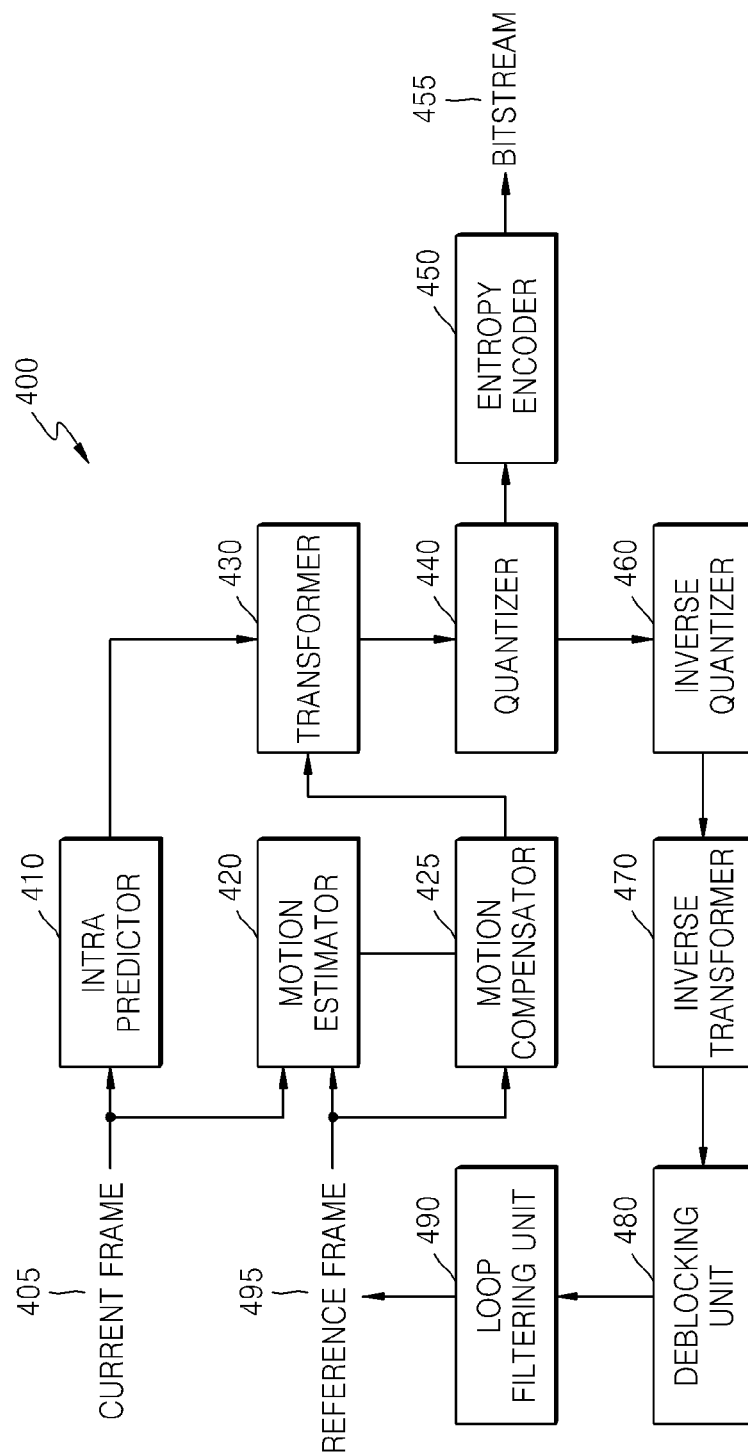 400
405
CURRENT FRAME
410
INTRA
PREDICTOR
495
REFERENCE FRAME
420
MOTION
ESTIMATOR
430
TRANSFORMER
425
MOTION
COMPENSATOR
440
QUANTIZER
450
ENTROPY
ENCODER
455
BITSTREAM
490
LOOP
FILTERING UNIT
480
DEBLOCKING
UNIT
470
INVERSE
TRANSFORMER
460
INVERSE
QUANTIZER